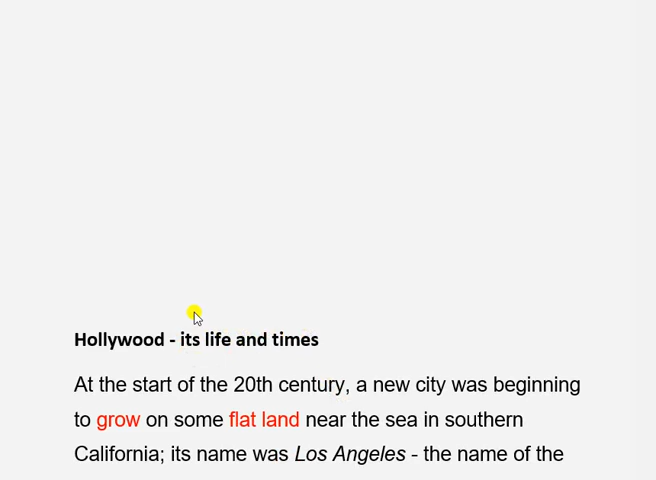 Hollywood - its life and times
At the start of the 20th century, a new city was beginning
to grow on some flat land near the sea in southern
California; its name was Los Angeles - the name of the